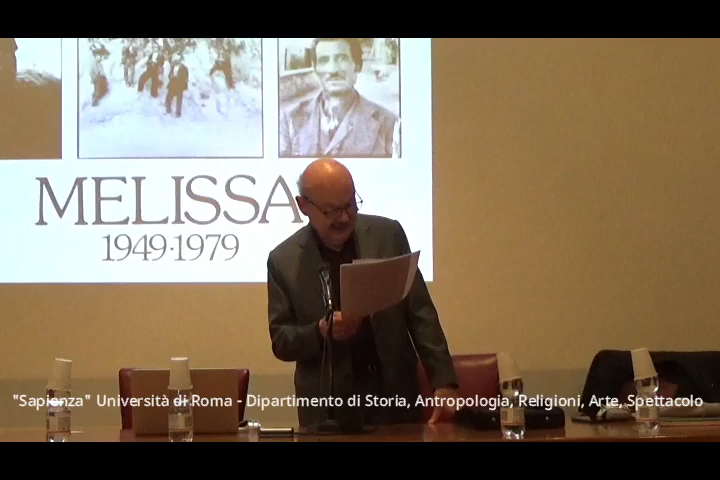 MELISSA
1949·1979
"Sapienza" Università di Roma - Dipartimento di Storia, Antropologia, Religioni, Arte, Spettacolo